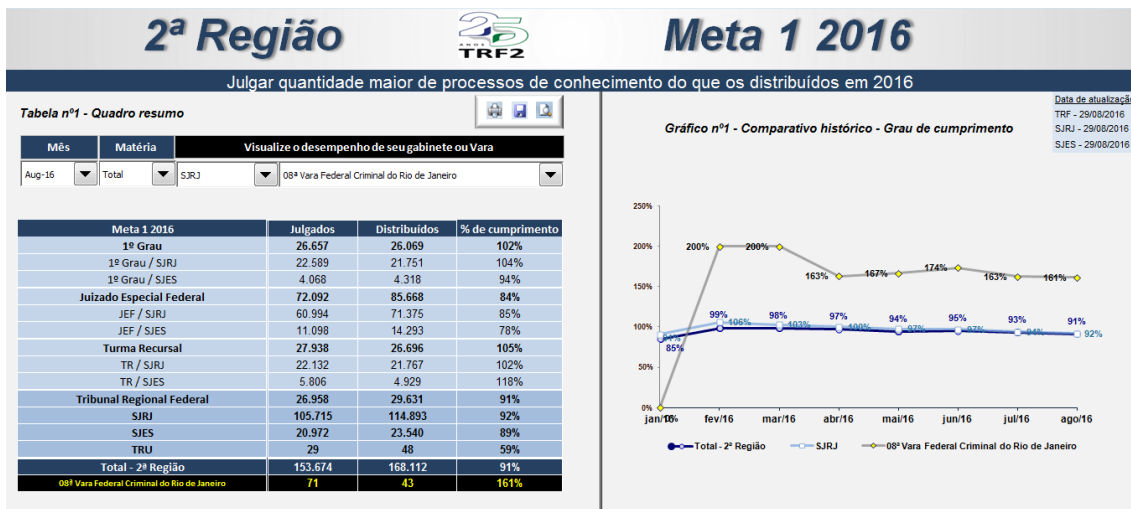 2ª Região
25
ANOS
TRF2
Meta 1 2016
Julgar quantidade maior de processos de conhecimento do que os distribuídos em 2016
Tabela nº1 - Quadro resumo
Mês Matéria Visualize o desempenho de seu gabinete ou Vara
Aug-16 Total SJRJ 08ª Vara Federal Criminal do Rio de Janeiro
Meta 1 2016 Julgados Distribuídos % de cumprimento
1º Grau 26.657 26.069 102%
1º Grau / SJRJ 22.589 21.751 104%
1º Grau / SJES 4.068 4.318 94%
Juizado Especial Federal 72.092 85.668 84%
JEF / SJRJ 60.994 71.375 85%
JEF / SJES 11.098 14.293 78%
Turma Recursal 27.938 26.696 105%
TR / SJRJ 22.132 21.767 102%
TR / SJES 5.806 4.929 118%
Tribunal Regional Federal 26.958 29.631 91%
SJRJ 105.715 114.893 92%
SJES 20.972 23.540 89%
TRU 29 48 59%
Total - 2ª Região 153.674 168.112 91%
08ª Vara Federal Criminal do Rio de Janeiro 71 43 161%
Data de atualização
TRF - 29/08/2016
SJRJ - 29/08/2016
SJES - 29/08/2016
Gráfico nº1 - Comparativo histórico - Grau de cumprimento
250%
200% 200% 200%
163% 167% 174% 163% 161%
150%
99% 98% 97% 94% 95% 93% 91%
100% 106% 103% 100% 97% 97% 94% 92%
85%
50%
0%
jan/16 fev/16 mar/16 abr/16 mai/16 jun/16 jul/16 ago/16
Total - 2ª Região SJRJ 08ª Vara Federal Criminal do Rio de Janeiro